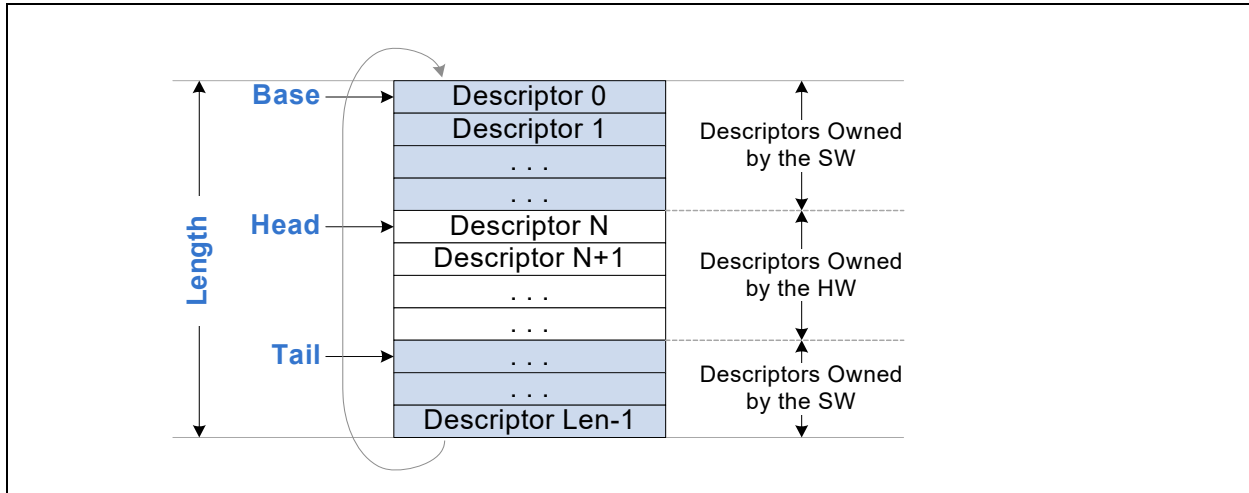 Base
Descriptor 0
Descriptor 1
. . .
. . .
Descriptors Owned
by the SW
Length
Head
Descriptor N
Descriptor N+1
. . .
. . .
Descriptors Owned
by the HW
Tail
. . .
. . .
Descriptor Len-1
Descriptors Owned
by the SW